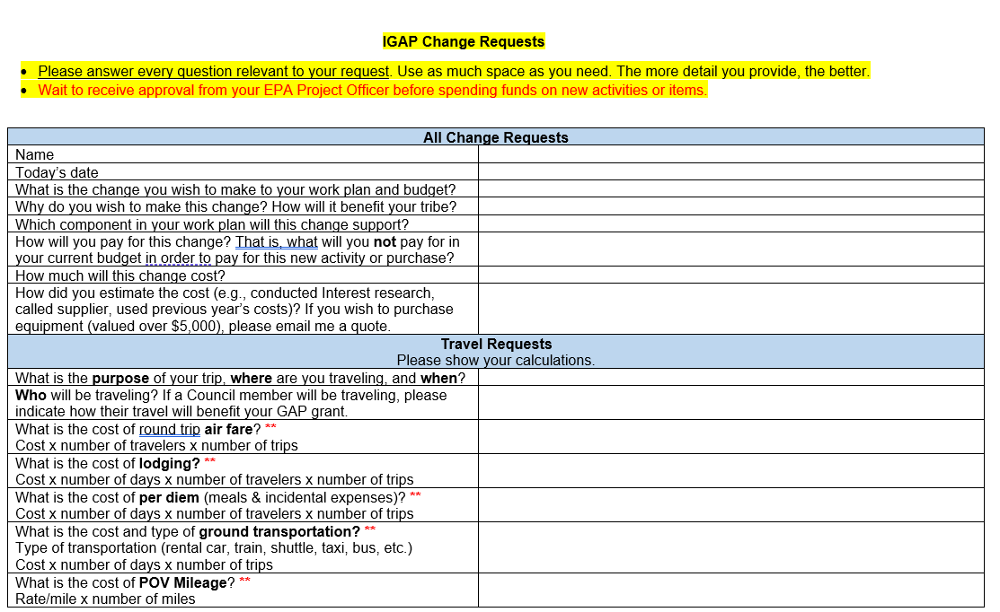 IGAP Change Requests
• Please answer every question relevant to your request. Use as much space as you need. The more detail you provide, the better.
• Wait to receive approval from your EPA Project Officer before spending funds on new activities or items.
All Change Requests
Name
Today’s date
What is the change you wish to make to your work plan and budget?
Why do you wish to make this change? How will it benefit your tribe?
Which component in your work plan will this change support?
How will you pay for this change? That is, what will you not pay for in
your current budget in order to pay for this new activity or purchase?
How much will this change cost?
How did you estimate the cost (e.g., conducted Interest research,
called supplier, used previous year’s costs)? If you wish to purchase
equipment (valued over $5,000), please email me a quote.
Travel Requests
Please show your calculations.
What is the purpose of your trip, where are you traveling, and when?
Who will be traveling? If a Council member will be traveling, please
indicate how their travel will benefit your GAP grant.
What is the cost of round trip air fare? **
Cost x number of travelers x number of trips
What is the cost of lodging? **
Cost x number of days x number of travelers x number of trips
What is the cost of per diem (meals & incidental expenses)? **
Cost x number of days x number of travelers x number of trips
What is the cost and type of ground transportation? **
Type of transportation (rental car, train, shuttle, taxi, bus, etc.)
Cost x number of days x number of trips
What is the cost of POV Mileage? **
Rate/mile x number of miles